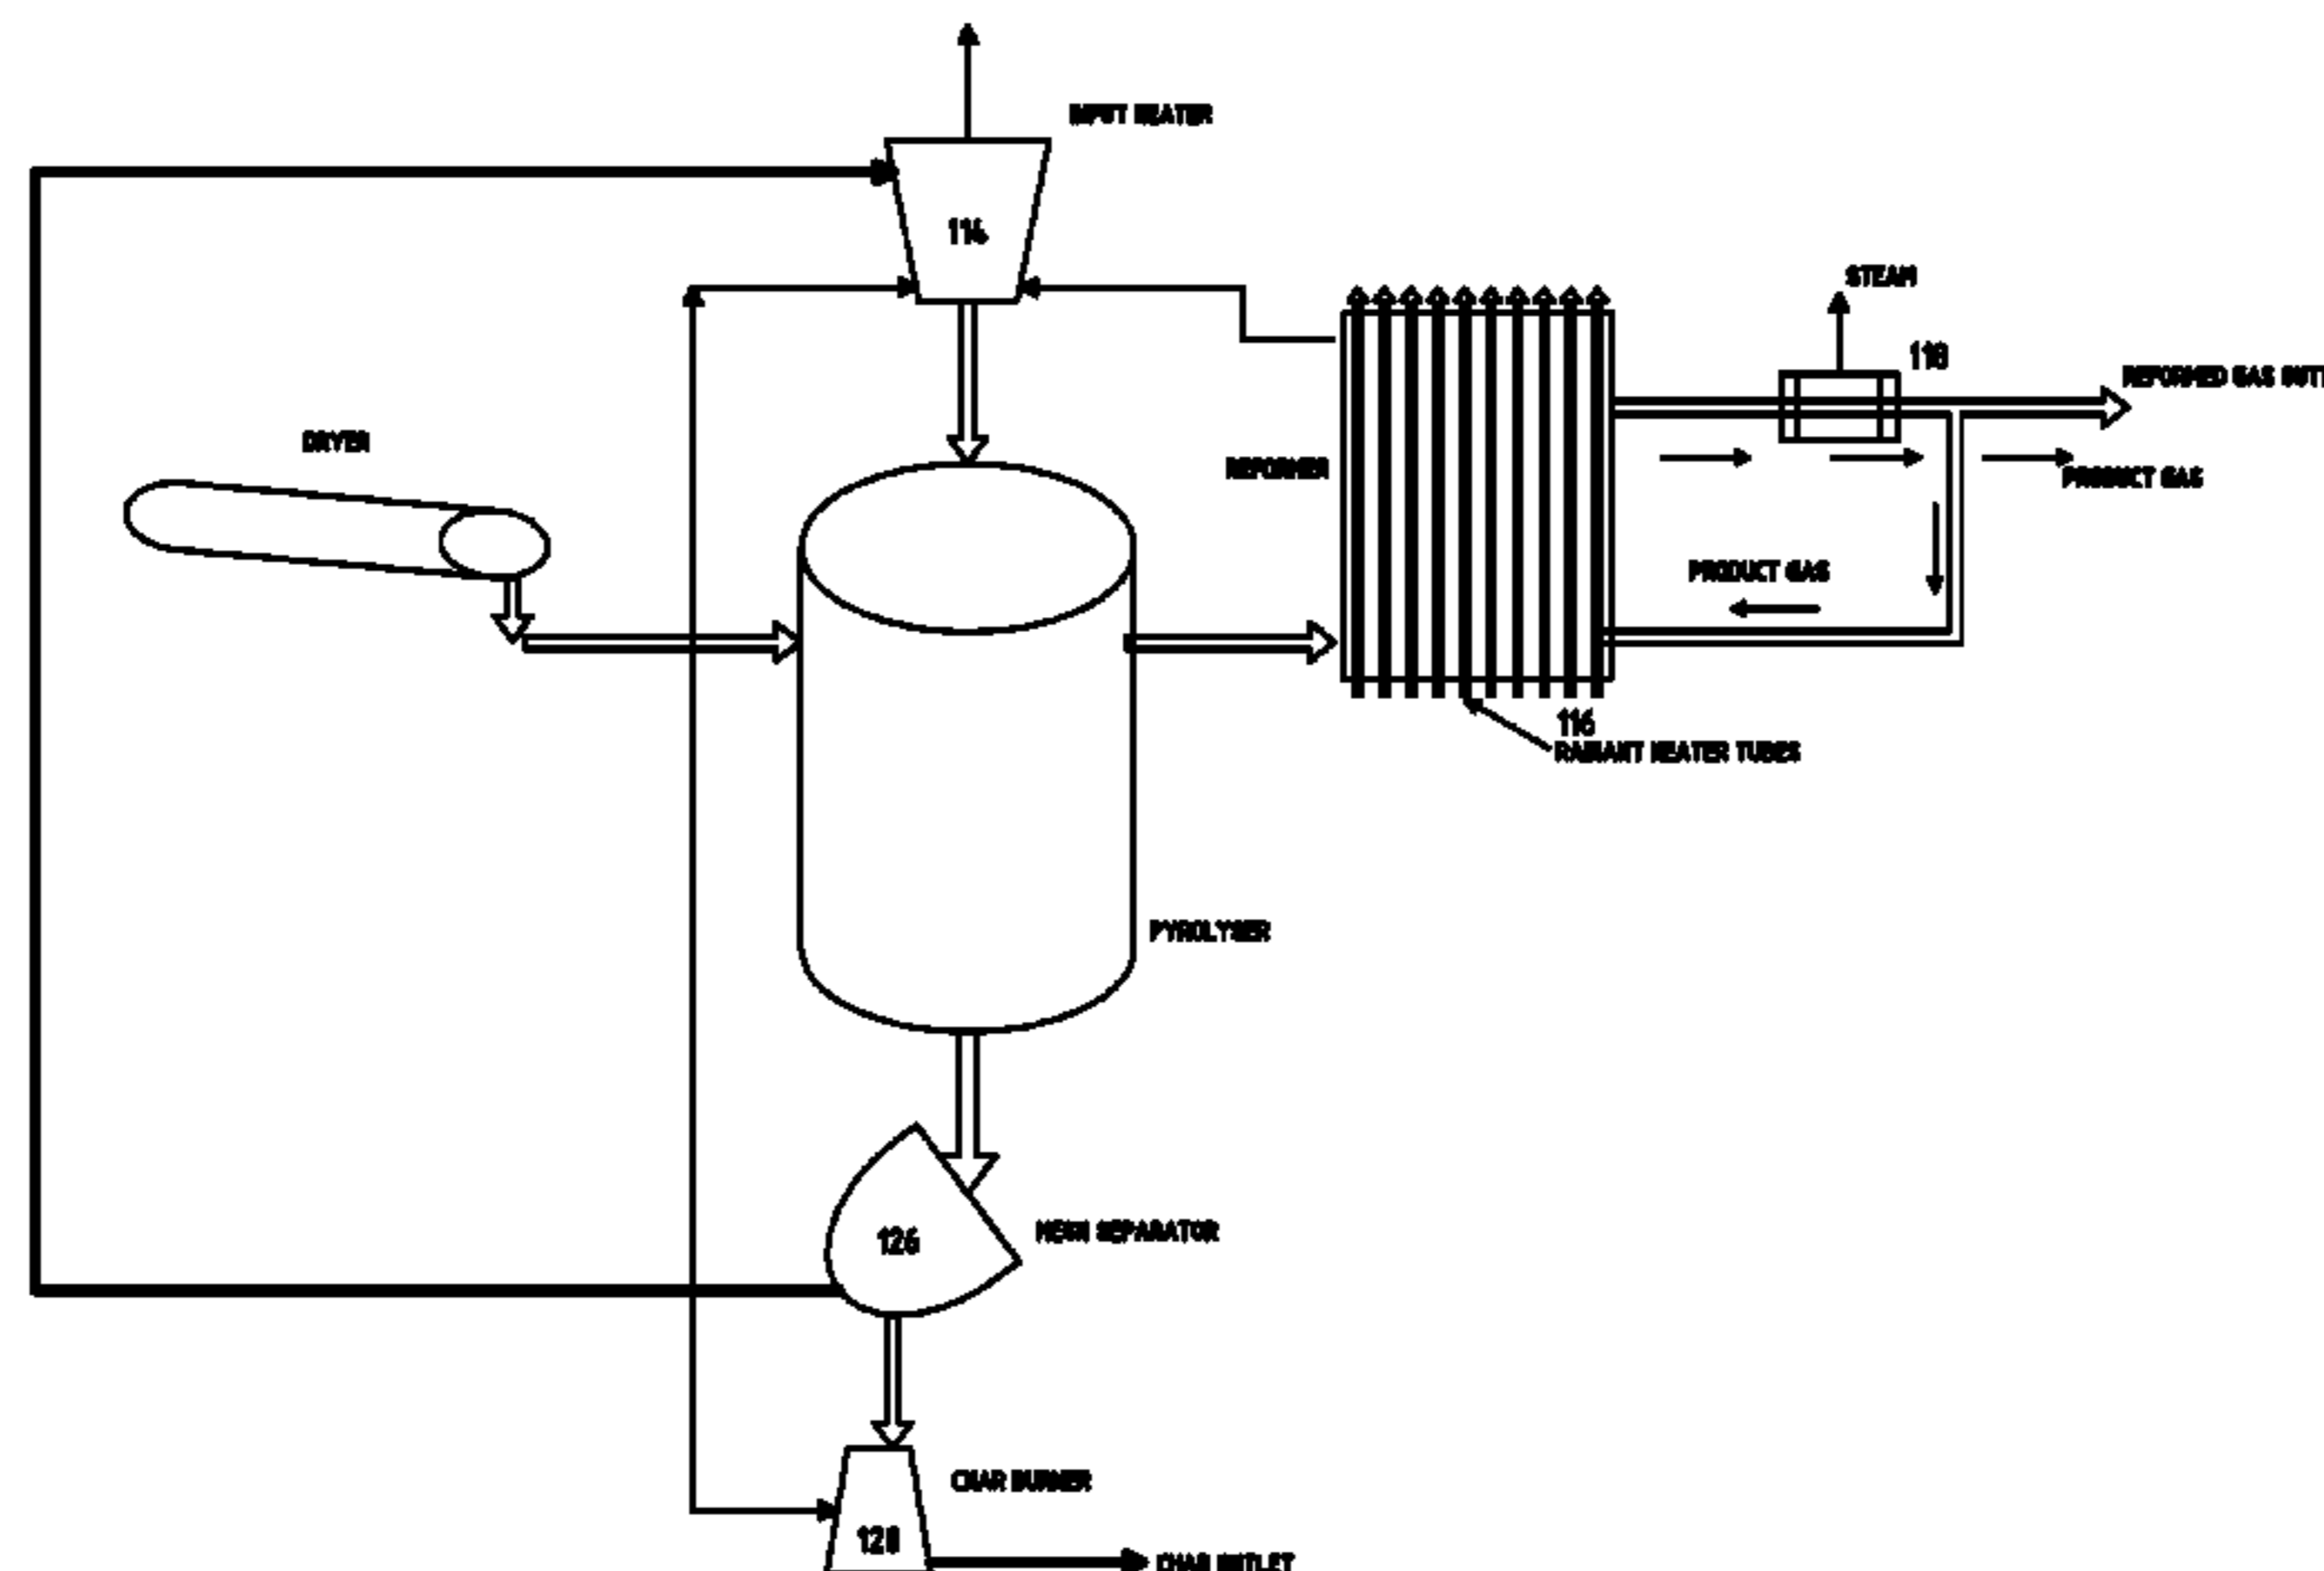 INPUT HEATER
114
STEAM
118
REFORMED GAS
DRYER
REFORMER
PRODUCT GAS
PRODUCT GAS
116
RADIANT HEATER TUBES
PYROLYSER
126
MESH SEPARATOR
CHAR BURNER
128
CHAR OUTLET